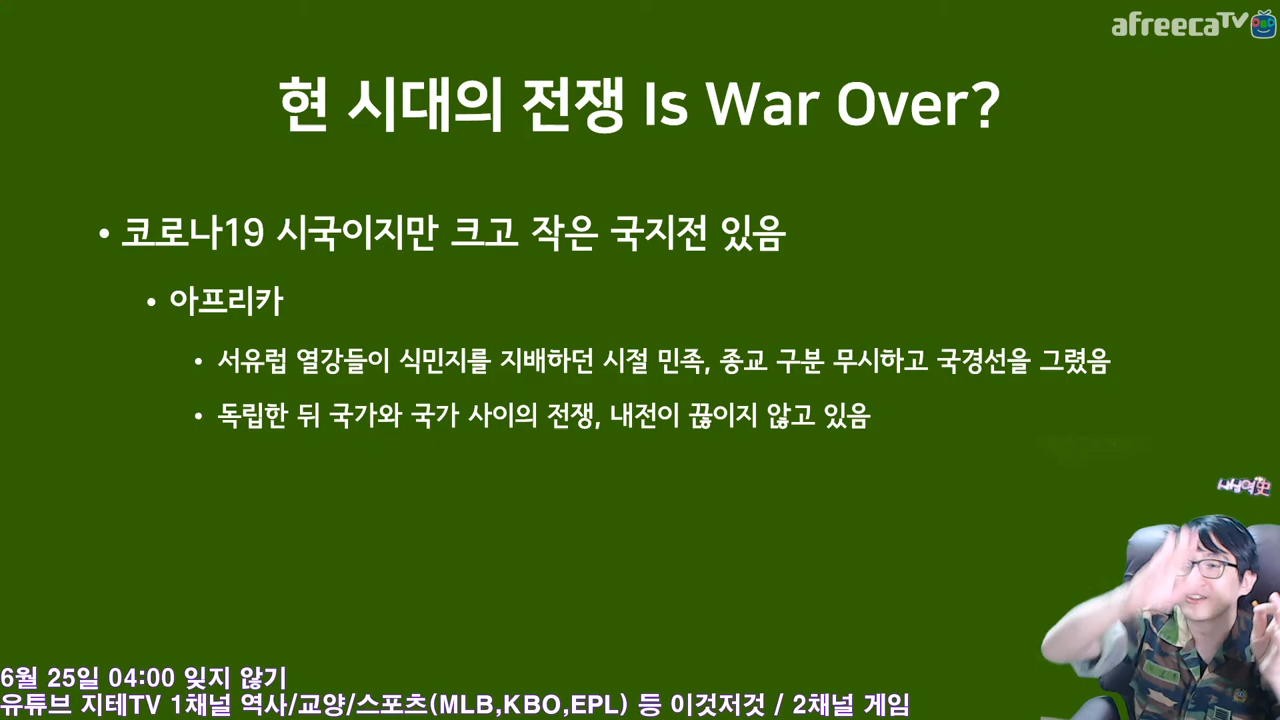 afreecaTV
현 시대의 전쟁 Is War Over?
• 코로나19 시국이지만 크고 작은 국지전 있음
• 아프리카
• 서유럽 열강들이 식민지를 지배하던 시절 민족, 종교 구분 무시하고 국경선을 그렸음
• 독립한 뒤 국가와 국가 사이의 전쟁, 내전이 끊이지 않고 있음
6월 25일 04:00 잊지 않기
유튜브 지테TV 1채널 역사/교양/스포츠(MLB,KBO,EPL) 등 이것저것 / 2채널 게임